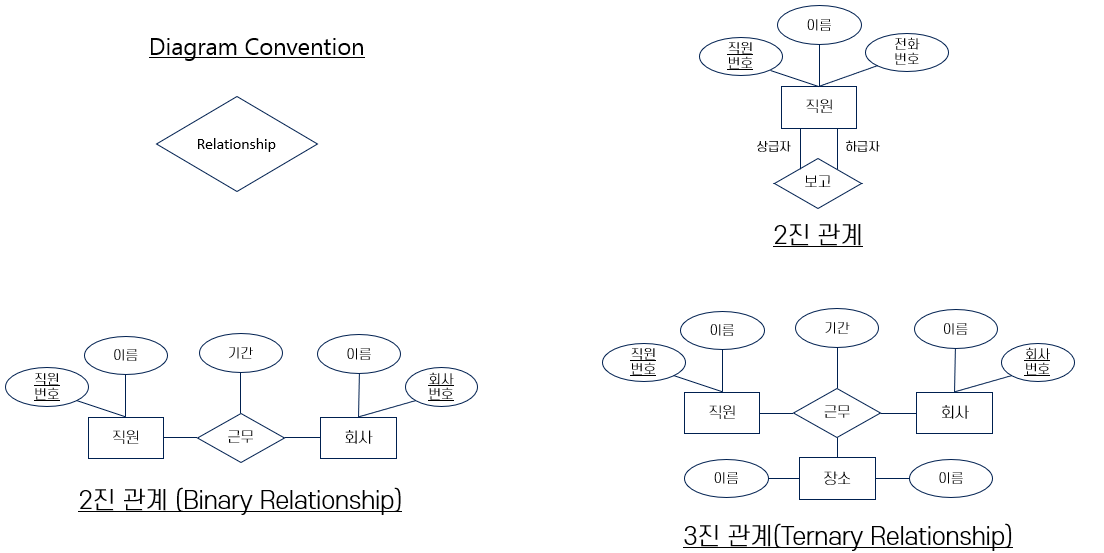 Diagram Convention
Relationship
이름
직원
번호
전화
번호
직원
상급자
하급자
보고
2진 관계
이름
기간
이름
직원
번호
회사
번호
직원
근무
회사
2진 관계 (Binary Relationship)
이름
기간
이름
직원
번호
회사
번호
직원
근무
회사
이름
장소
이름
3진 관계(Ternary Relationship)